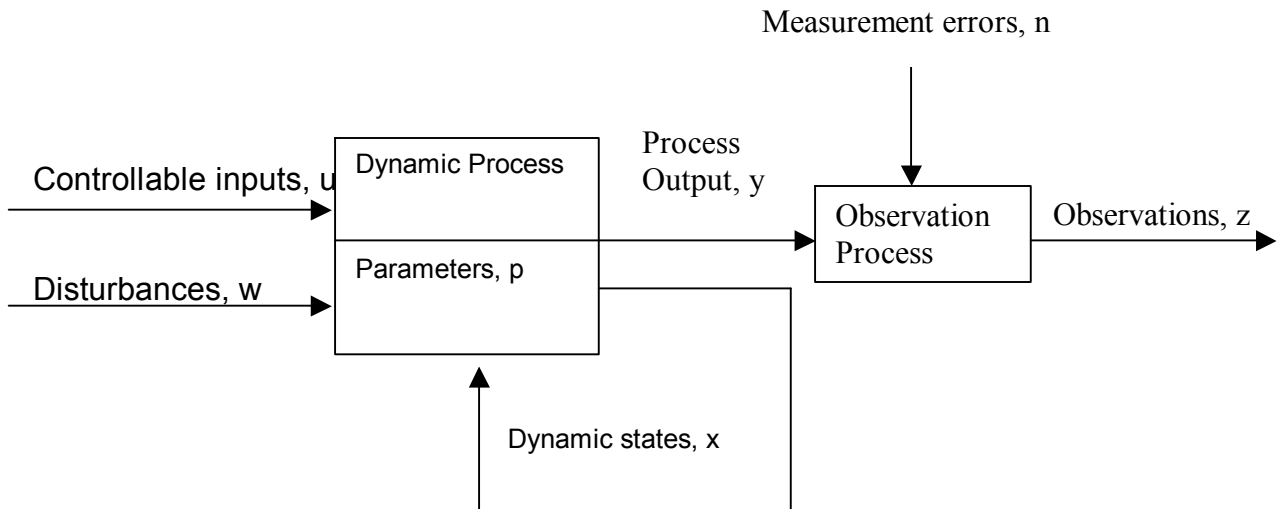 Measurement errors, n
Controllable inputs, u
Dynamic Process
Process
Output, y
Observation
Process
Observations, z
Disturbances, w
Parameters, p
Dynamic states, x